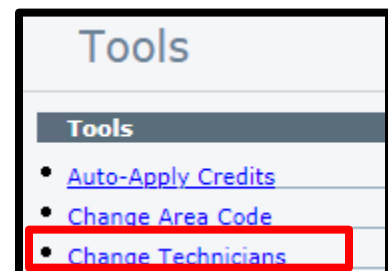 Tools
Tools
Auto-Apply Credits
Change Area Code
Change Technicians